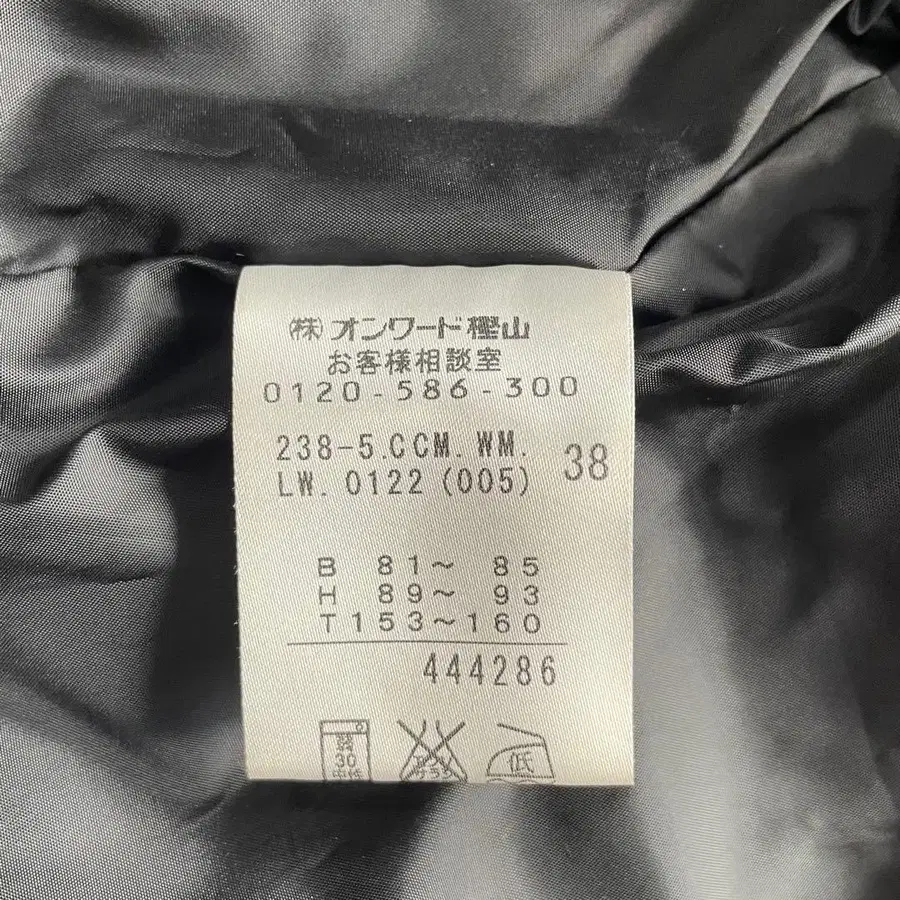 ㈱オンワード樫山
お客様相談室
0120-586-300
238-5.CCM.WM. 38
LW.0122(005)
B 81〜 85
H 89〜 93
T153〜160
444286
弱
30
中性
低